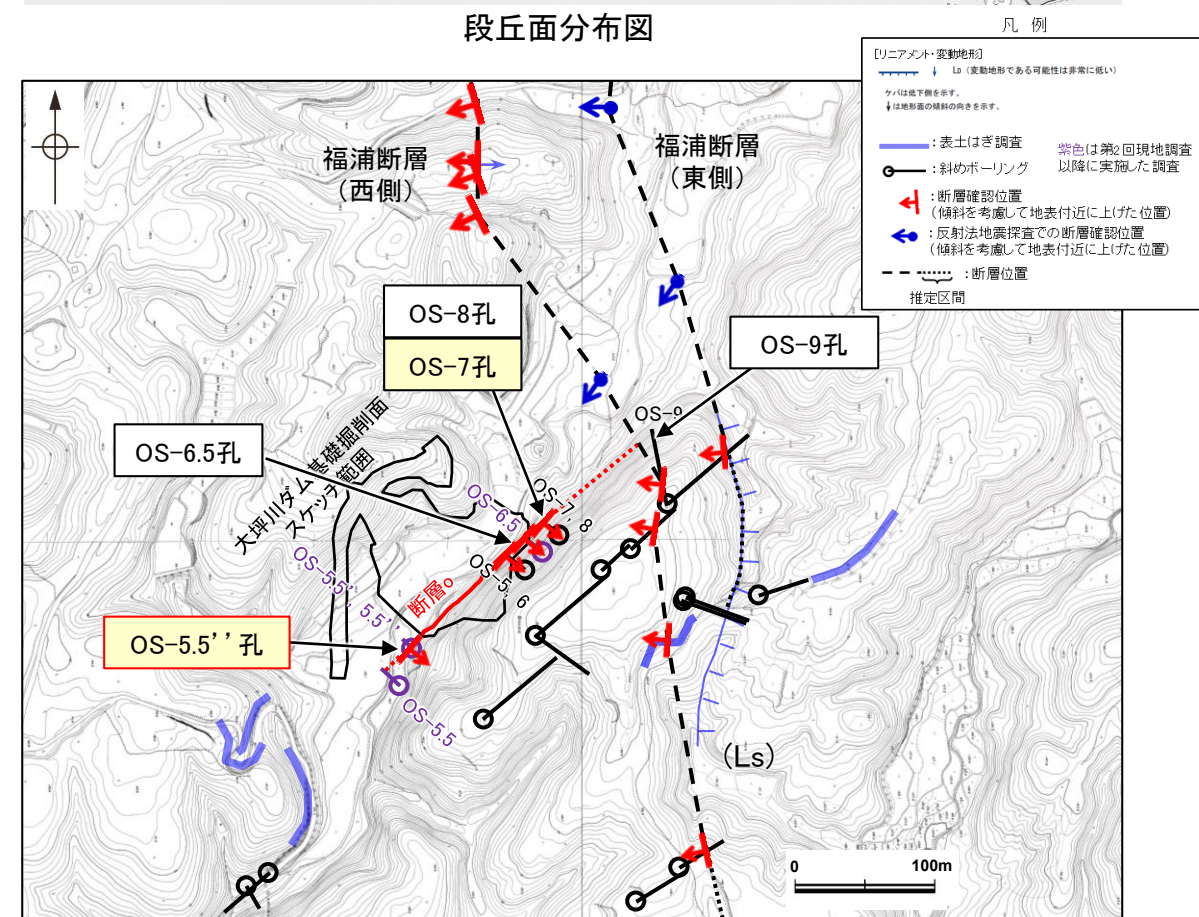 段丘面分布図
凡 例
[リニアメント・変動地形]
LD (変動地形である可能性は非常に低い)
ケバは低下側を示す。
↓は地形面の傾斜の向きを示す。
:表土はぎ調査
紫色は第2回現地調査
以降に実施した調査
:斜めボーリング
:断層確認位置
(傾斜を考慮して地表付近に上げた位置)
:反射法地震探査での断層確認位置
(傾斜を考慮して地表付近に上げた位置)
:断層位置
推定区間
福浦断層
(西側)
福浦断層
(東側)
OS-8孔
OS-7孔
OS-9孔
OS-9
OS-6.5孔
大坪川ダム基礎掘削面
スケッチ範囲
OS-6.5
OS-7, 8
OS-5, 6
OS-5.5', 5.5''
断層o
OS-5.5''孔
OS-5.5
(Ls)
0 100m